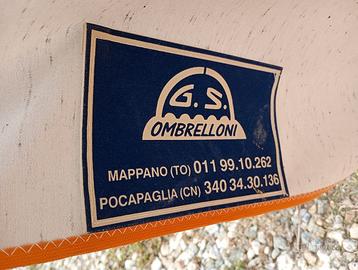 G. S.
OMBRELLONI
MAPPANO (TO) 011 99.10.262
POCAPAGLIA (CN) 340 34.30.136